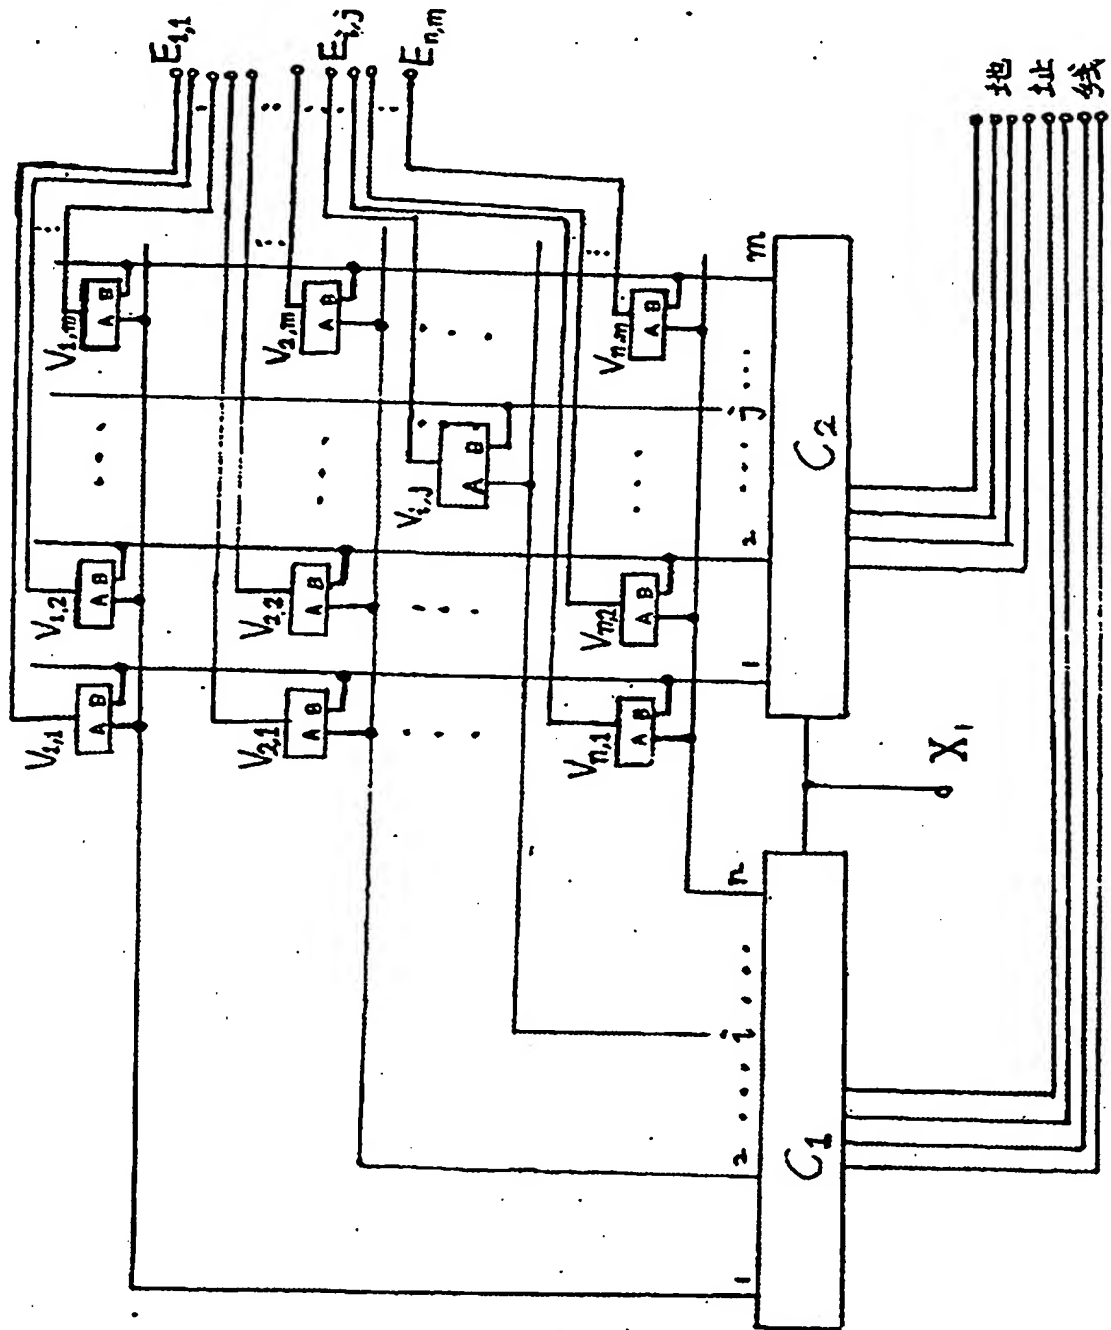 E1,1
Ei,j
En,m
V1,1
A B
V1,2
A B
V1,m
A B
V2,1
A B
V2,2
A B
V2,m
A B
Vi,j
A B
Vn,1
A B
Vn,2
A B
Vn,m
A B
1 2 ... i ... n
1 2 ... j ... m
C1
C2
X1
地 址 线